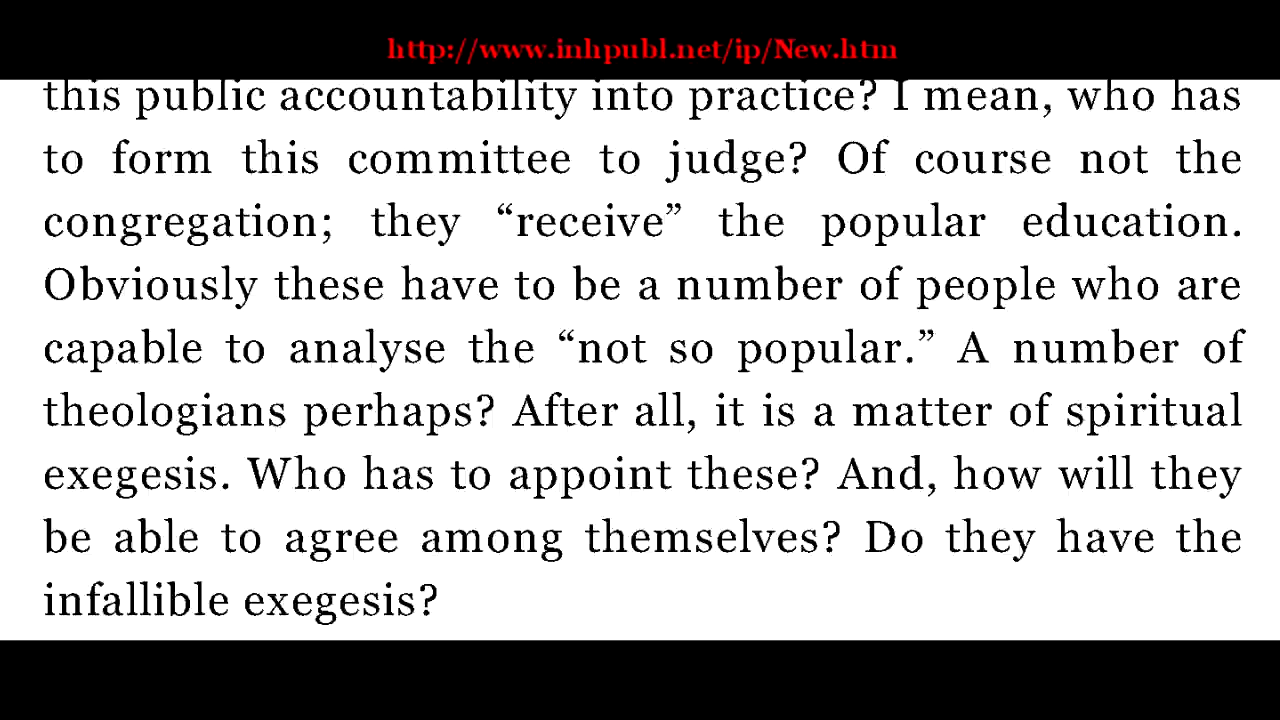 http://www.inhpubl.net/ip/New.htm
this public accountability into practice? I mean, who has
to form this committee to judge? Of course not the
congregation; they “receive” the popular education.
Obviously these have to be a number of people who are
capable to analyse the “not so popular.” A number of
theologians perhaps? After all, it is a matter of spiritual
exegesis. Who has to appoint these? And, how will they
be able to agree among themselves? Do they have the
infallible exegesis?